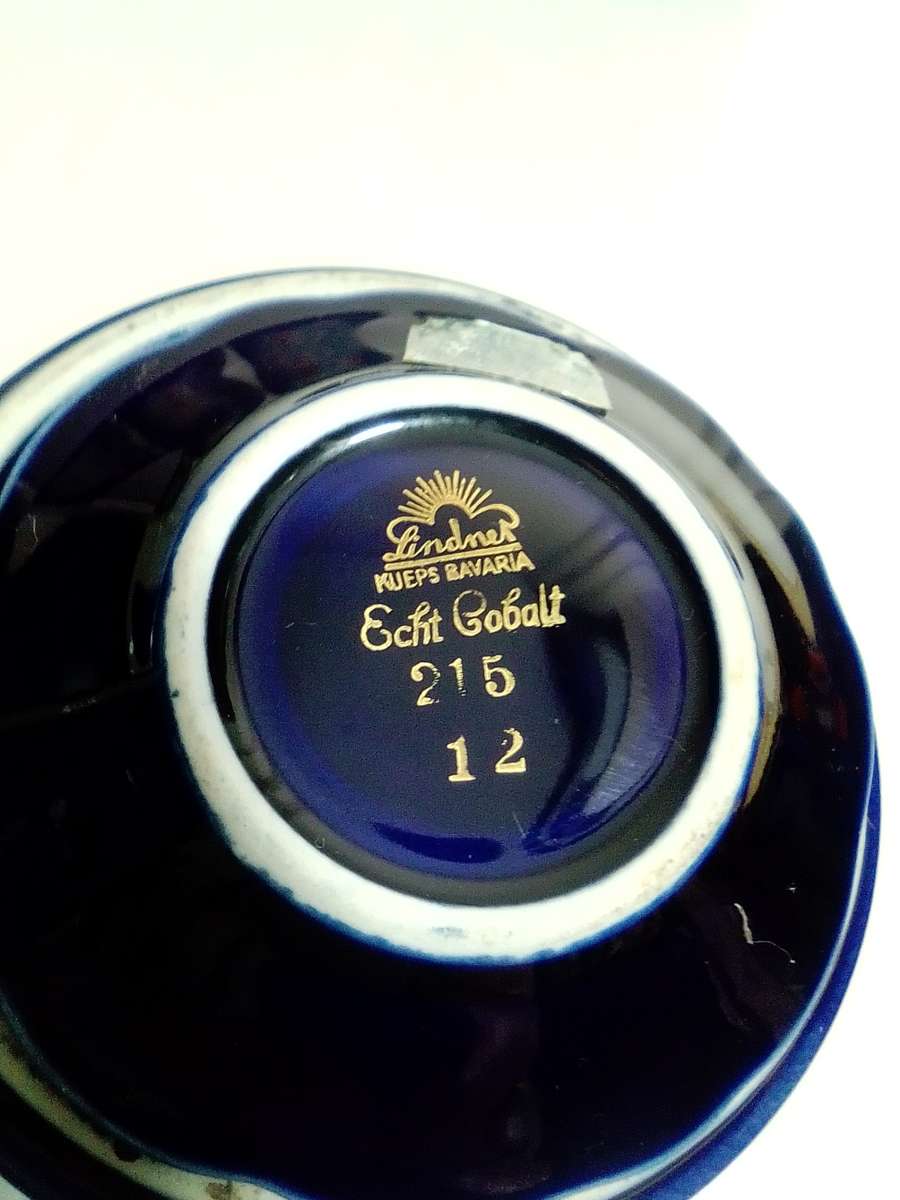 Lindner
KUEPS BAVARIA
Echt Cobalt
215
12